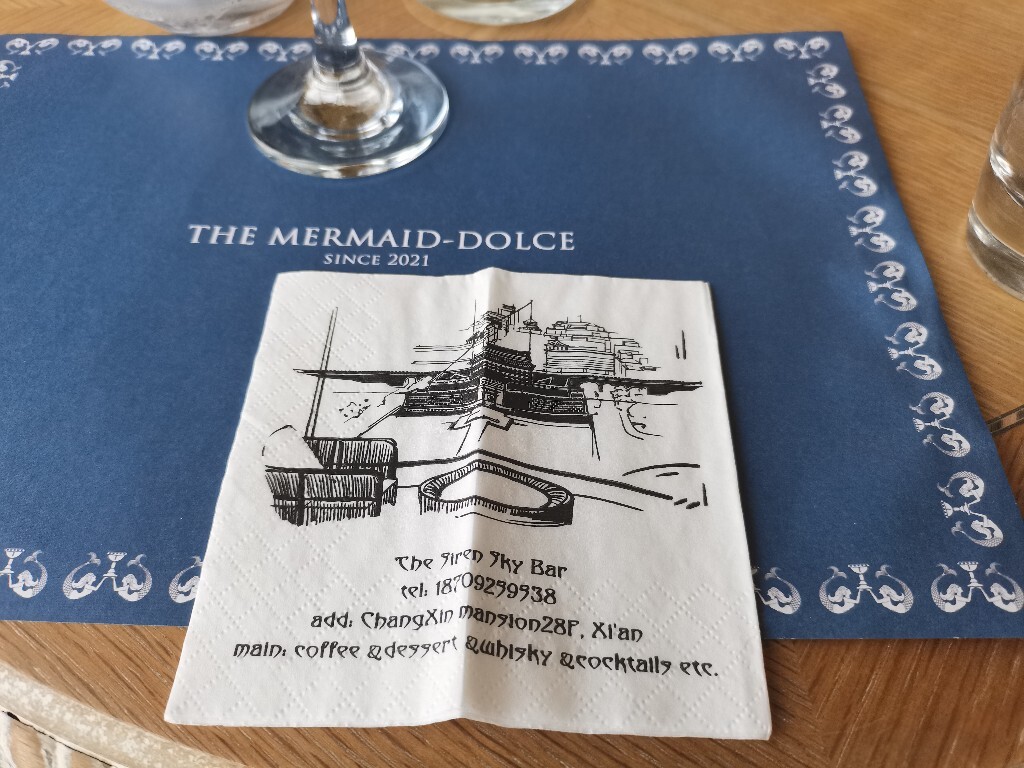 THE MERMAID-DOLCE
SINCE 2021
The Siren Sky Bar
tel: 18709259538
add: ChangXin Mansion28F, Xi'an
main: coffee &dessert &whisky &cocktails etc.